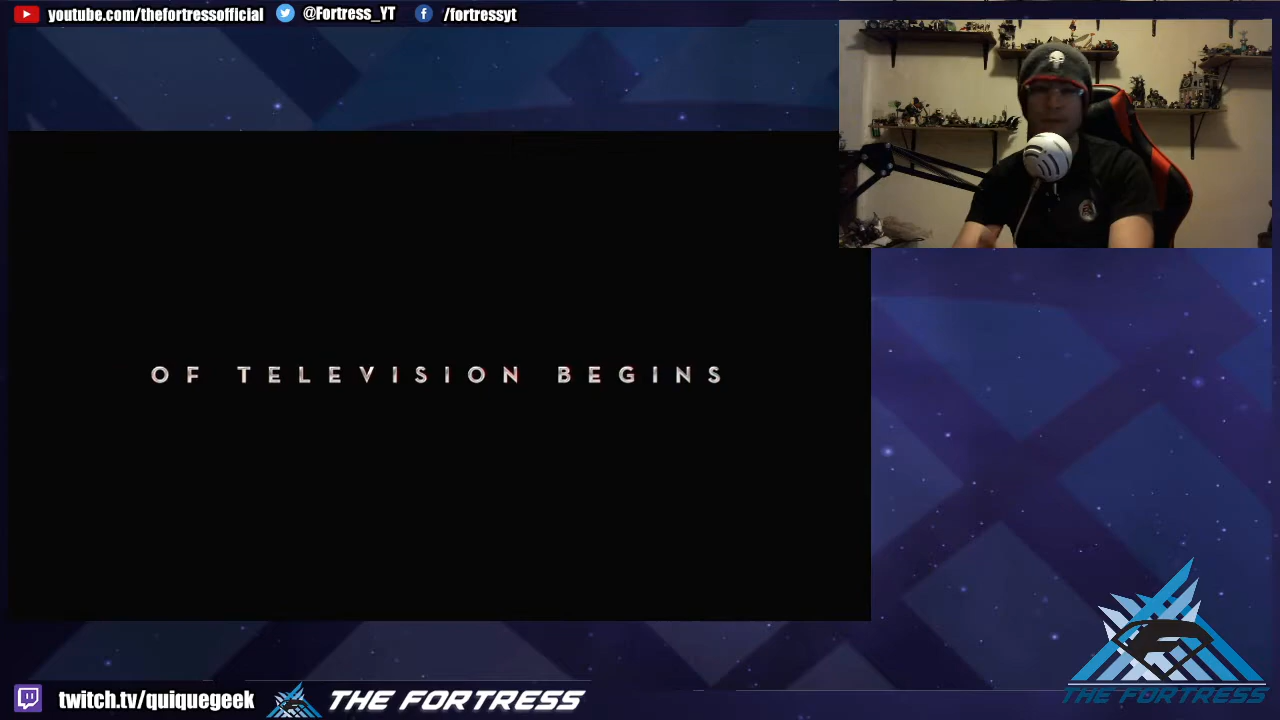 youtube.com/thefortressofficial @Fortress_YT /fortressyt
OF TELEVISION BEGINS
THE FORTRESS
twitch.tv/quiquegeek THE FORTRESS